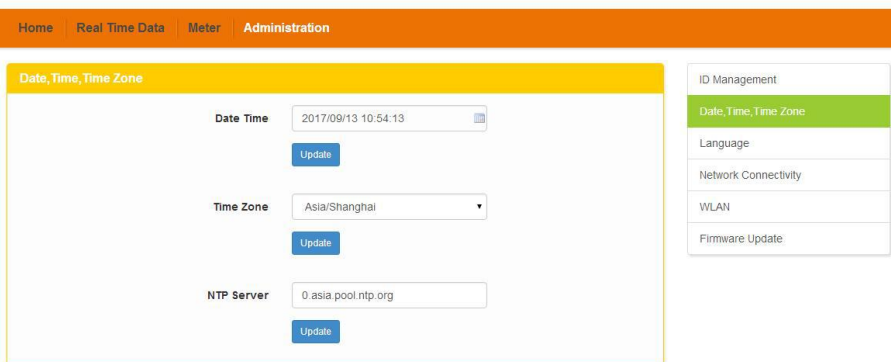 Home Real Time Data Meter Administration
Date,Time,Time Zone
Date Time 2017/09/13 10:54:13
Update
Time Zone Asia/Shanghai
Update
NTP Server 0.asia.pool.ntp.org
Update
ID Management
Date,Time,Time Zone
Language
Network Connectivity
WLAN
Firmware Update